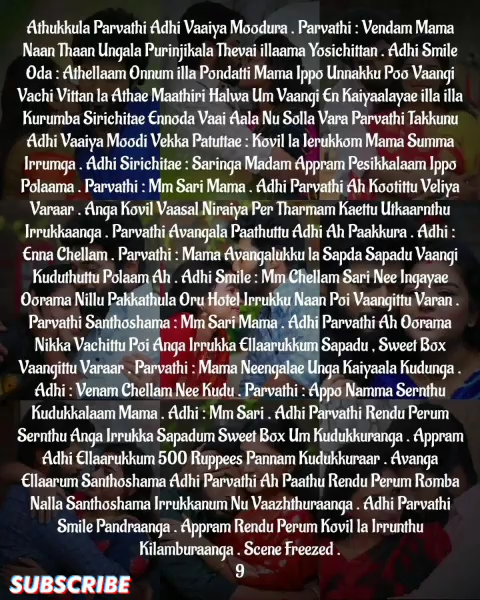 Athukkula Parvathi Adhi Vaaiya Moodura . Parvathi : Vendam Mama
Naan Thaan Ungala Purinjikala Thevai illaama Yosichittan . Adhi Smile
Oda : Athellaam Onnum illa Pondatti Mama Ippo Unnakku Poo Vaangi
Vachi Vittan la Athae Maathiri Halwa Um Vaangi En Kaiyaalayae illa illa
Kurumba Sirichitae Ennoda Vaai Aala Nu Solla Vara Parvathi Takkunu
Adhi Vaaiya Moodi Vekka Patuttae : Kovil la Ierukkom Mama Summa
Irrumga . Adhi Sirichitae : Saringa Madam Appram Pesikkalaam Ippo
Polaama . Parvathi : Mm Sari Mama . Adhi Parvathi Ah Kootittu Veliya
Varaar . Anga Kovil Vaasal Niraiya Per Tharmam Kaettu Utkaarnthu
Irrukkaanga . Parvathi Avangala Paathuttu Adhi Ah Paakkura . Adhi :
Enna Chellam . Parvathi : Mama Avangalukku la Sapda Sapadu Vaangi
Kuduthuttu Polaam Ah . Adhi Smile : Mm Chellam Sari Nee Ingayae
Oorama Nillu Pakkathula Oru Hotel Irrukku Naan Poi Vaangittu Varan .
Parvathi Santhoshama : Mm Sari Mama . Adhi Parvathi Ah Oorama
Nikka Vachittu Poi Anga Irrukka Ellaarukkum Sapadu , Sweet Box
Vaangittu Varaar . Parvathi : Mama Neengalae Unga Kaiyaala Kudunga .
Adhi : Venam Chellam Nee Kudu . Parvathi : Appo Namma Sernthu
Kudukkalaam Mama . Adhi : Mm Sari . Adhi Parvathi Rendu Perum
Sernthu Anga Irrukka Sapadum Sweet Box Um Kudukkuranga . Appram
Adhi Ellaarukkum 500 Ruppees Pannam Kudukkuraar . Avanga
Ellaarum Santhoshama Adhi Parvathi Ah Paathu Rendu Perum Romba
Nalla Santhoshama Irrukkanum Nu Vaazhthuraanga . Adhi Parvathi
Smile Pandraanga . Appram Rendu Perum Kovil la Irrunthu
Kilamburaanga . Scene Freezed .
9
SUBSCRIBE